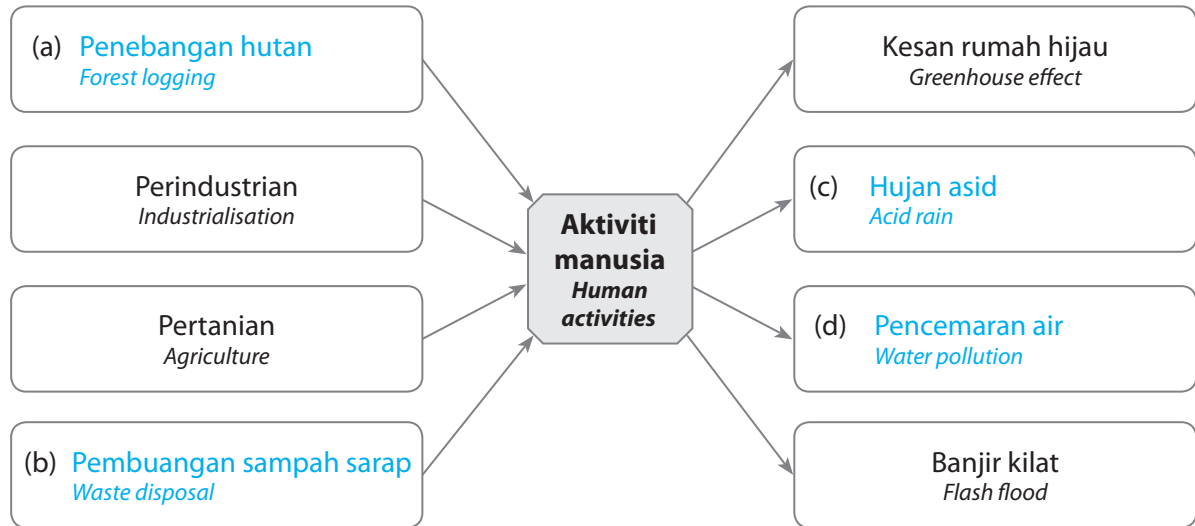 (a) Penebangan hutan
Forest logging
Perindustrian
Industrialisation
Pertanian
Agriculture
(b) Pembuangan sampah sarap
Waste disposal
Aktiviti
manusia
Human
activities
Kesan rumah hijau
Greenhouse effect
(c) Hujan asid
Acid rain
(d) Pencemaran air
Water pollution
Banjir kilat
Flash flood